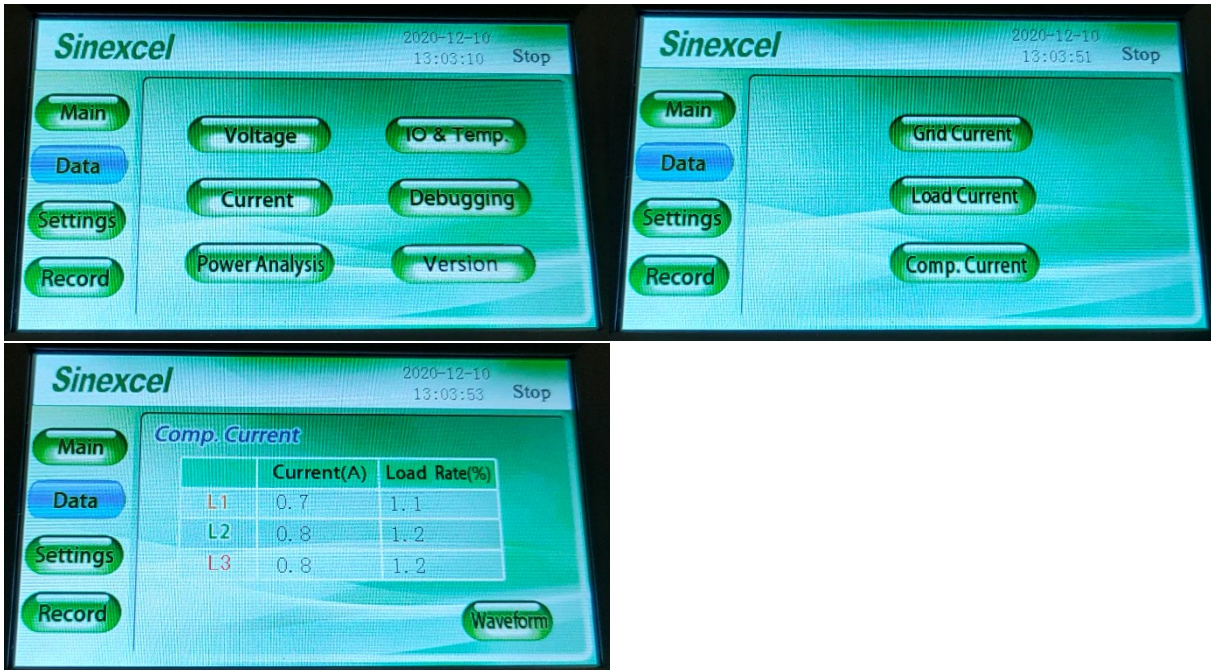 Sinexcel
2020-12-10
13:03:10 Stop
Main
Data
Settings
Record
Voltage
IO & Temp.
Current
Debugging
Power Analysis
Version
Sinexcel
2020-12-10
13:03:51 Stop
Main
Data
Settings
Record
Grid Current
Load Current
Comp. Current
Sinexcel
2020-12-10
13:03:53 Stop
Main
Data
Settings
Record
Comp. Current
Current(A) Load Rate(%)
L1 0.7 1.1
L2 0.8 1.2
L3 0.8 1.2
Waveform